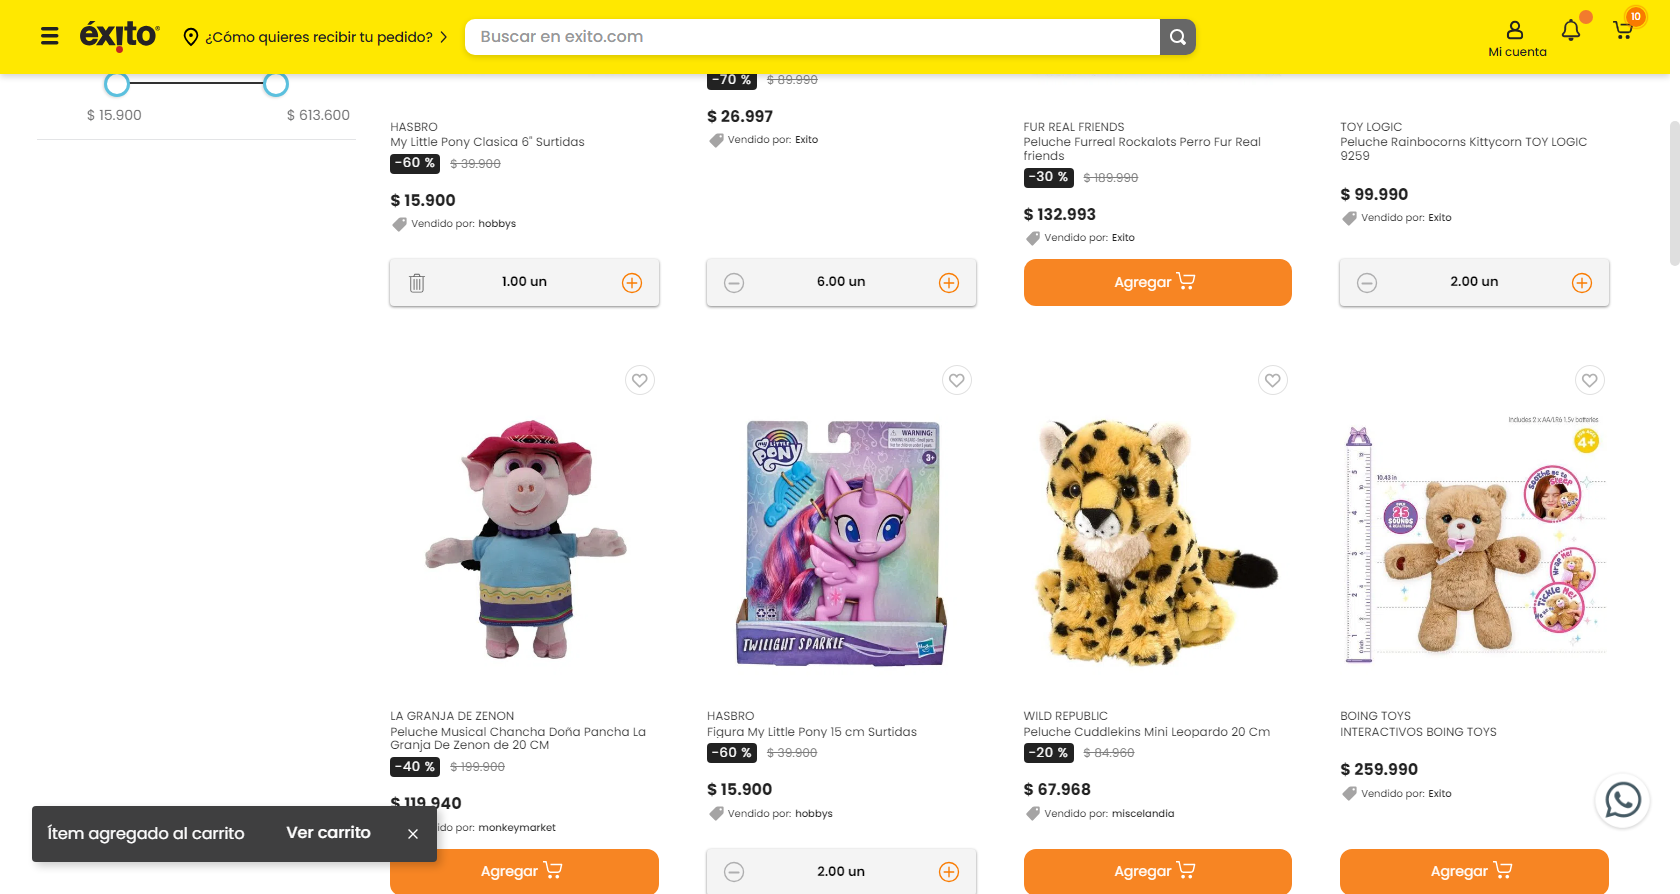 éxito
¿Cómo quieres recibir tu pedido?
Buscar en exito.com
Mi cuenta
10
$ 15.900
$ 613.600
HASBRO
My Little Pony Clasica 6" Surtidas
-60 %
$ 39.900
$ 15.900
Vendido por: hobbys
1.00 un
-70 %
$ 89.990
$ 26.997
Vendido por: Exito
6.00 un
FUR REAL FRIENDS
Peluche Furreal Rockalots Perro Fur Real
friends
-30 %
$ 189.990
$ 132.993
Vendido por: Exito
Agregar
TOY LOGIC
Peluche Rainbocorns Kittycorn TOY LOGIC
9259
$ 99.990
Vendido por: Exito
2.00 un
LA GRANJA DE ZENON
Peluche Musical Chancha Doña Pancha La
Granja De Zenon de 20 CM
-40 %
$ 199.900
$ 119.940
ido por: monkeymarket
Agregar
my LITTLE
PONY
WARNING:
3+
TWILIGHT SPARKLE
Hasbro
HASBRO
Figura My Little Pony 15 cm Surtidas
-60 %
$ 39.900
$ 15.900
Vendido por: hobbys
2.00 un
WILD REPUBLIC
Peluche Cuddlekins Mini Leopardo 20 Cm
-20 %
$ 84.960
$ 67.968
Vendido por: miscelandia
Agregar
Includes 2 x AA/LR6 1.5v batteries
4+
10.43 in
Soothe me to
Sleep
25
SOUNDS
& REACTIONS
Tickle Me!
BOING TOYS
INTERACTIVOS BOING TOYS
$ 259.990
Vendido por: Exito
Agregar
Ítem agregado al carrito
Ver carrito